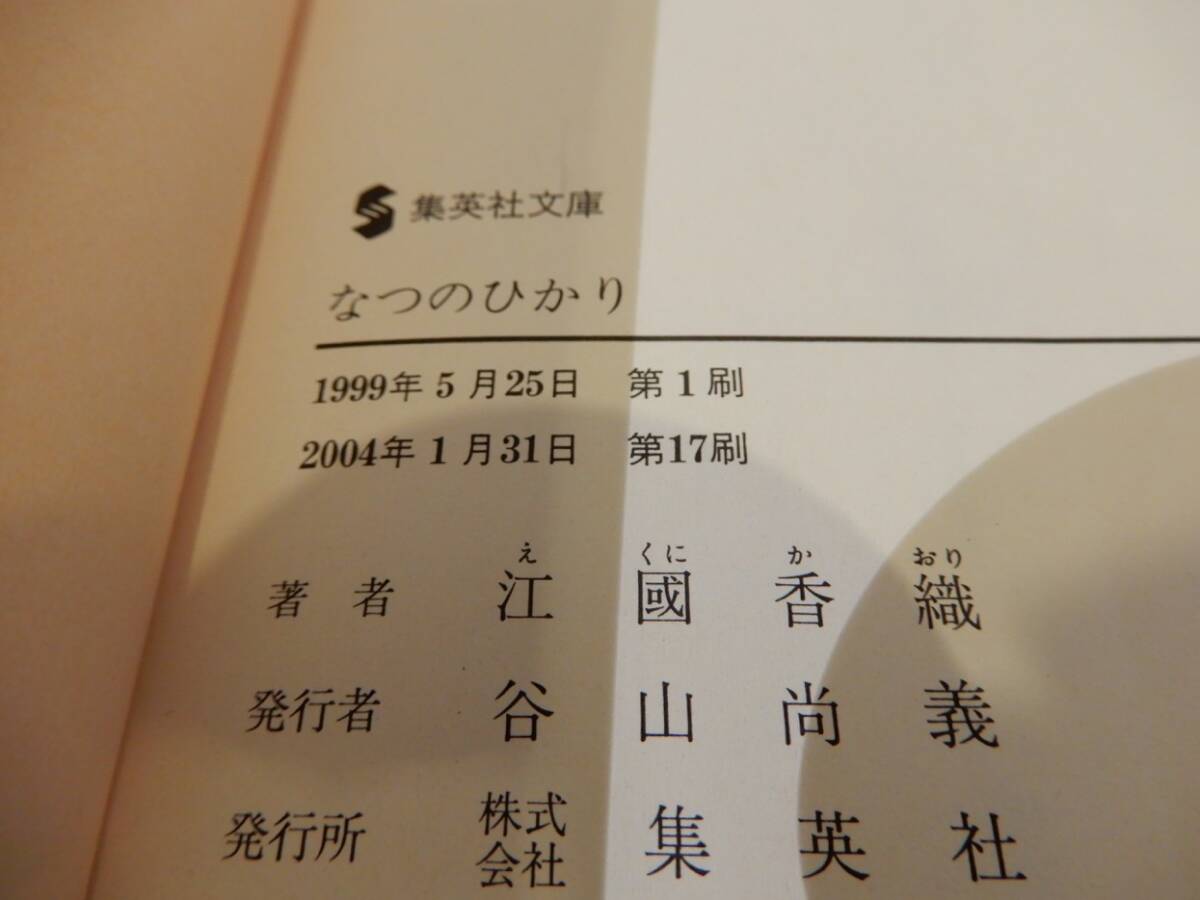 集英社文庫
なつのひかり
1999年5月25日 第1刷
2004年1月31日 第17刷
え くに か おり
著者 江國香織
発行者 谷山尚義
発行所 株式会社 集英社